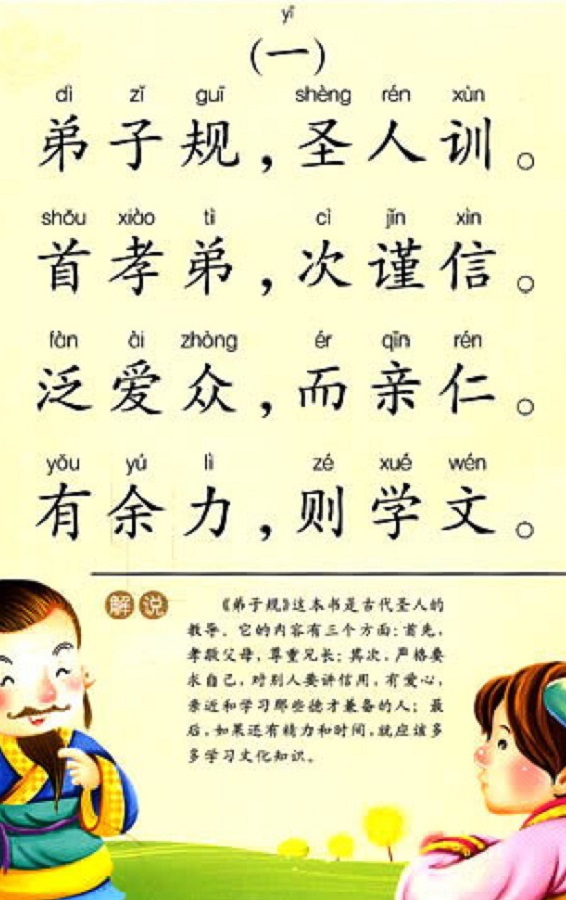 yī
(一)
dì zǐ guī shèng rén xùn
弟子规，圣人训。
shǒu xiào tì cì jǐn xìn
首孝弟，次谨信。
fàn ài zhòng ér qīn rén
泛爱众，而亲仁。
yǒu yú lì zé xué wén
有余力，则学文。
解说
《弟子规》这本书是古代圣人的
教导。它的内容有三个方面：首先，
孝敬父母，尊重兄长；其次，严格要
求自己，对别人要讲信用，有爱心，
亲近和学习那些德才兼备的人；最
后，如果还有精力和时间，就应该多
多学习文化知识。